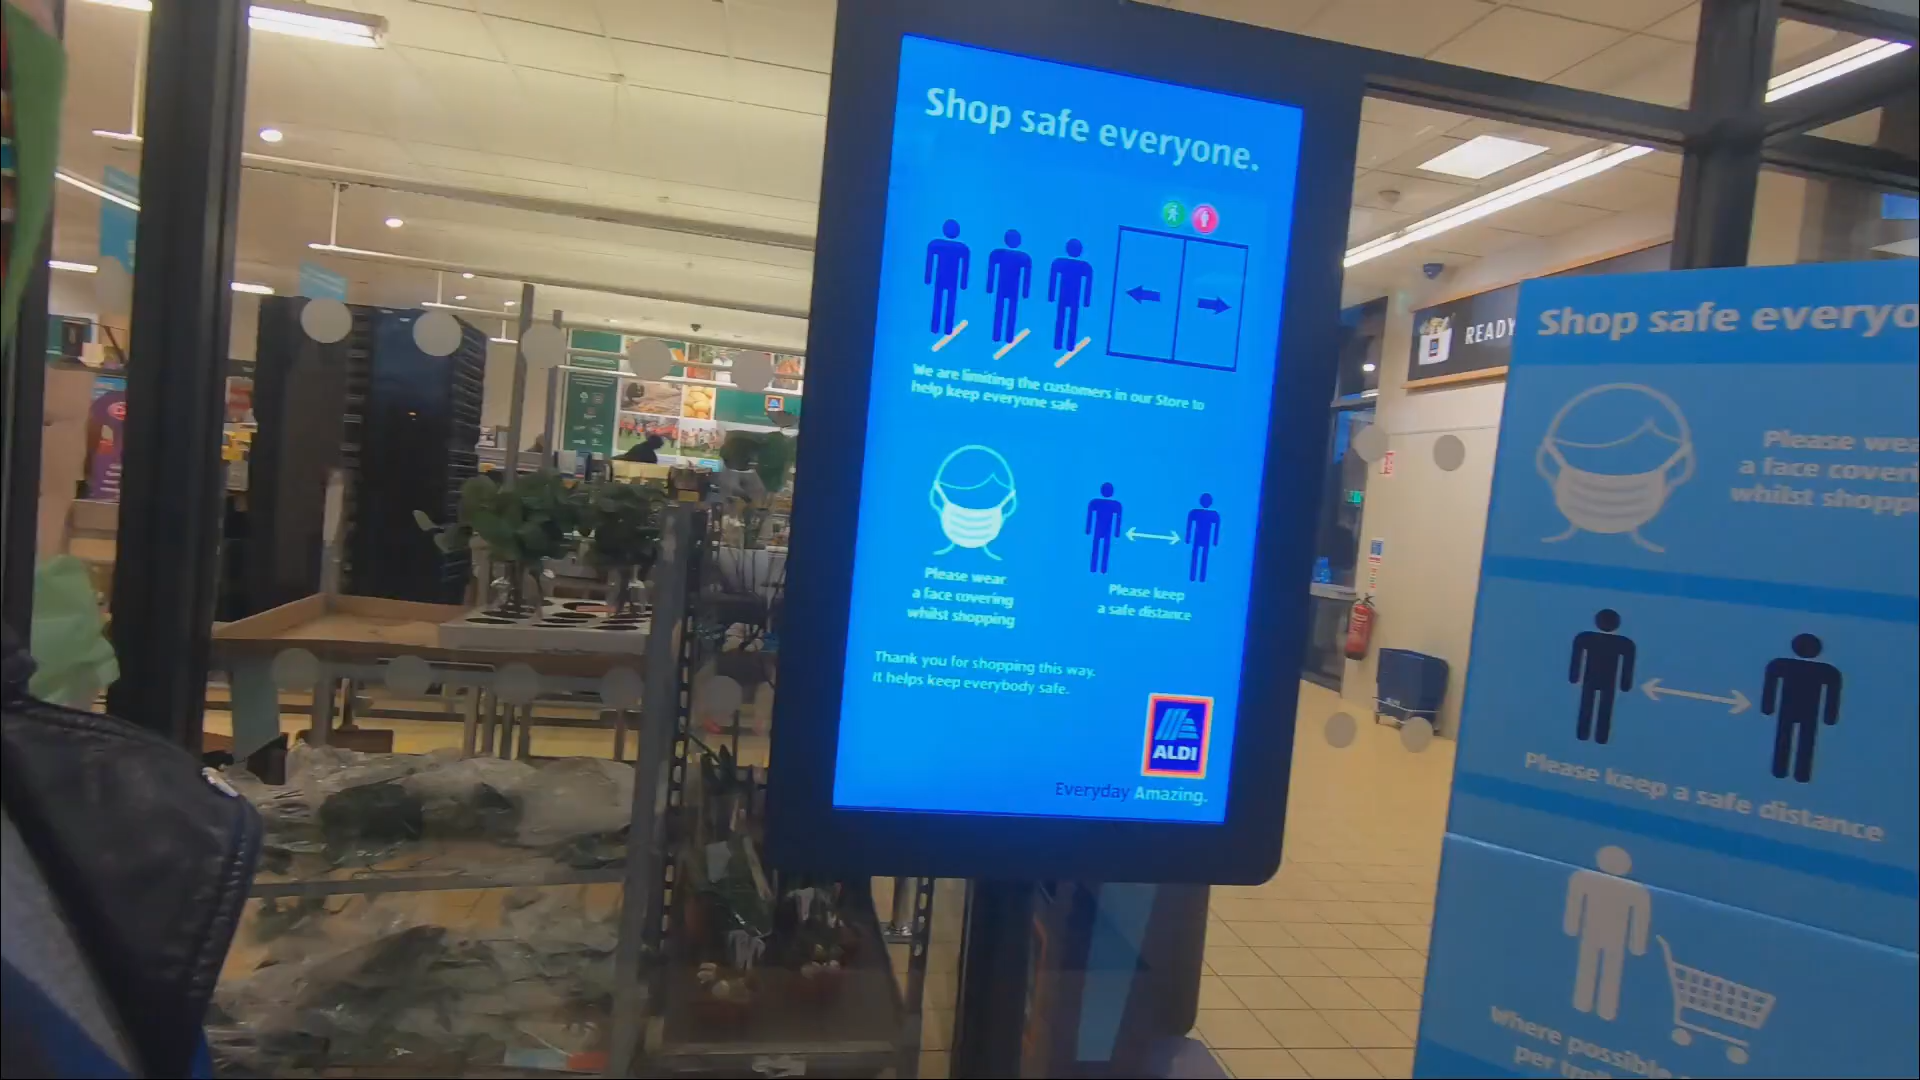 Shop safe everyone.
We are limiting the customers in our Store to
help keep everyone safe
Please wear
a face covering
whilst shopping
Please keep
a safe distance
Thank you for shopping this way.
It helps keep everybody safe.
ALDI
Everyday Amazing.
READY
Shop safe everyo
Please wea
a face coveri
whilst shoppi
Please keep a safe distance
Where possible
per